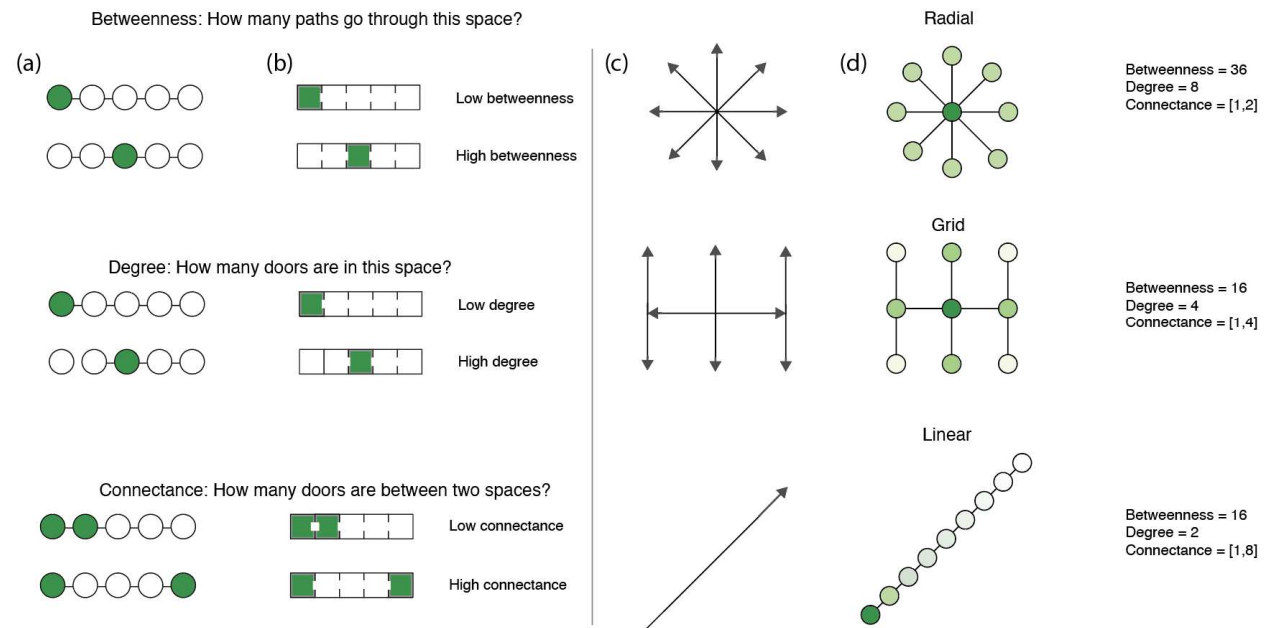 Betweenness: How many paths go through this space?
(a)
(b)
Low betweenness
High betweenness
Degree: How many doors are in this space?
Low degree
High degree
Connectance: How many doors are between two spaces?
Low connectance
High connectance
(c)
(d)
Radial
Betweenness = 36
Degree = 8
Connectance = [1,2]
Grid
Betweenness = 16
Degree = 4
Connectance = [1,4]
Linear
Betweenness = 16
Degree = 2
Connectance = [1,8]